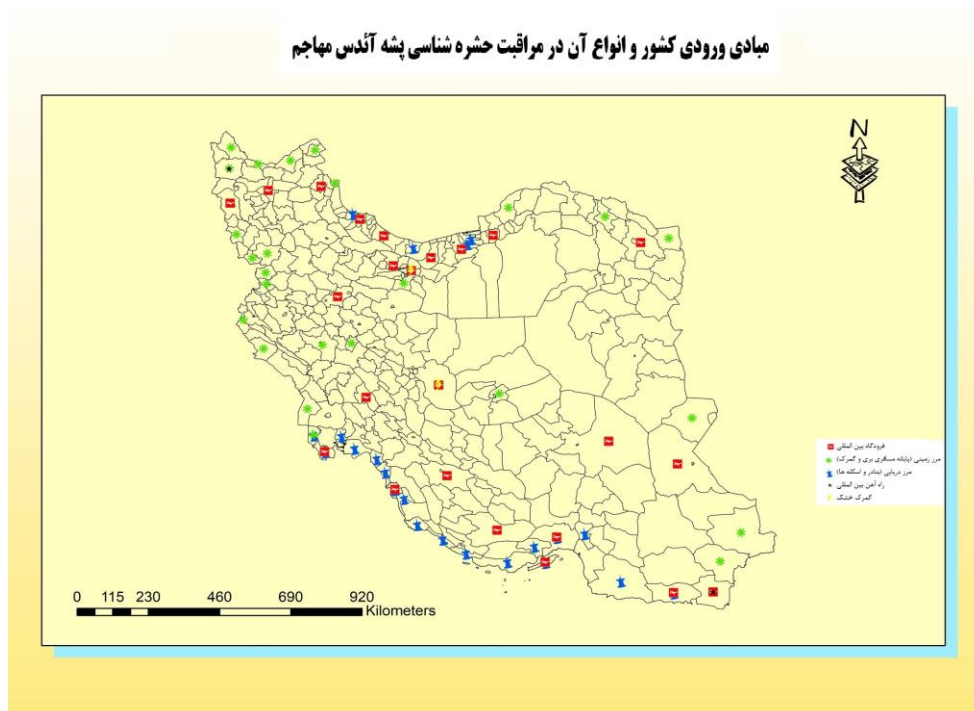 مبادی ورودی کشور و انواع آن در مراقبت حشره شناسی پشه آئدس مهاجم
N
فرودگاه بین المللی
مرز زمینی (پایانه مسافری بری و گمرک)
مرز دریایی (بنادر و اسکله ها)
راه آهن بین المللی
گمرک خشک
0 115 230 460 690 920
Kilometers